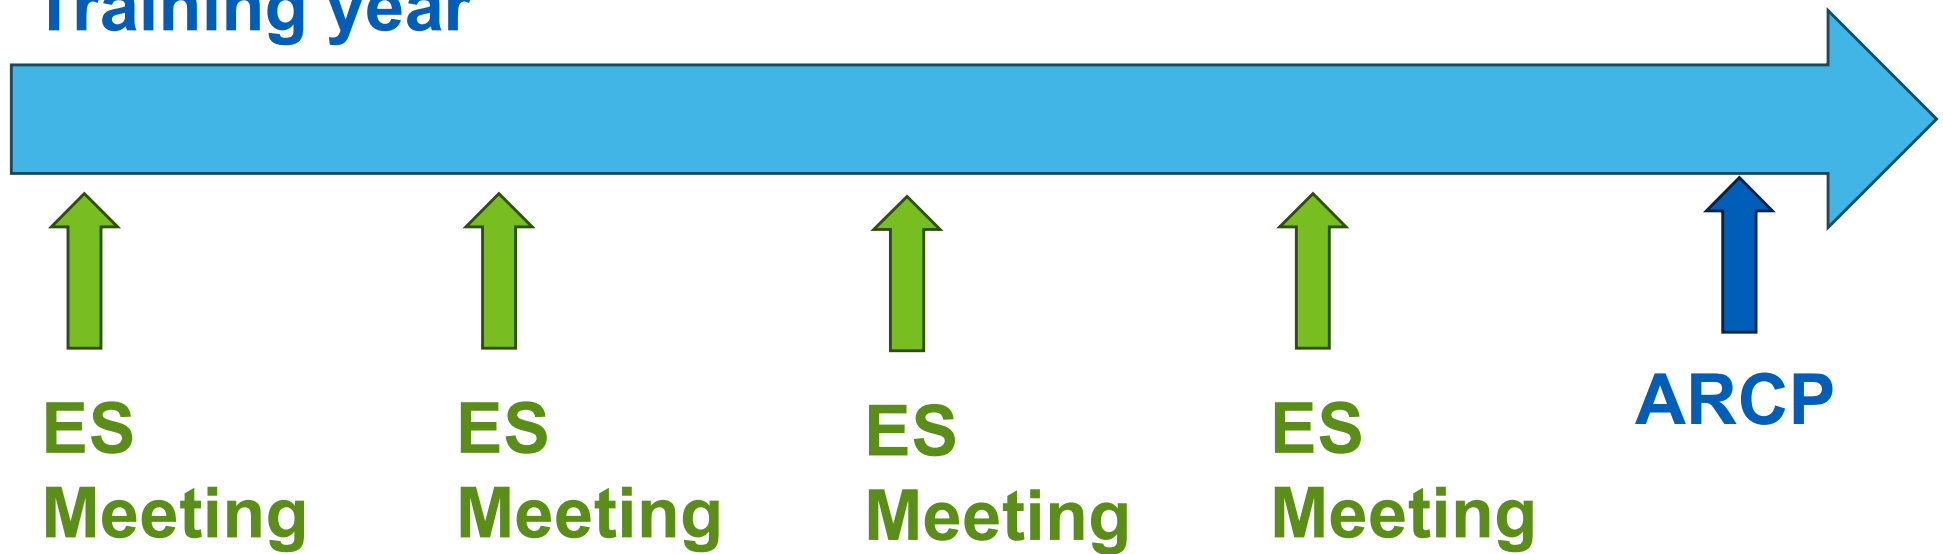 Training year
ES
Meeting
ES
Meeting
ES
Meeting
ES
Meeting
ARCP